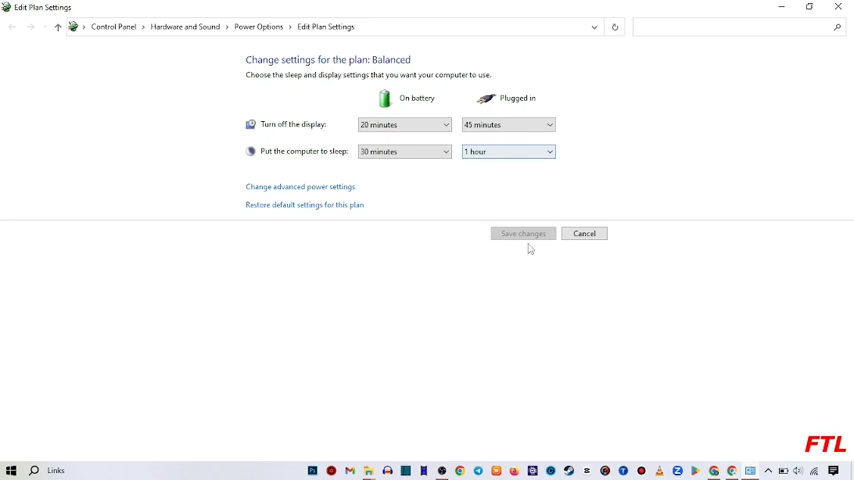 Edit Plan Settings
Control Panel > Hardware and Sound > Power Options > Edit Plan Settings
Change settings for the plan: Balanced
Choose the sleep and display settings that you want your computer to use.
On battery Plugged in
Turn off the display: 20 minutes 45 minutes
Put the computer to sleep: 30 minutes 1 hour
Change advanced power settings
Restore default settings for this plan
Save changes Cancel
FTL
Links